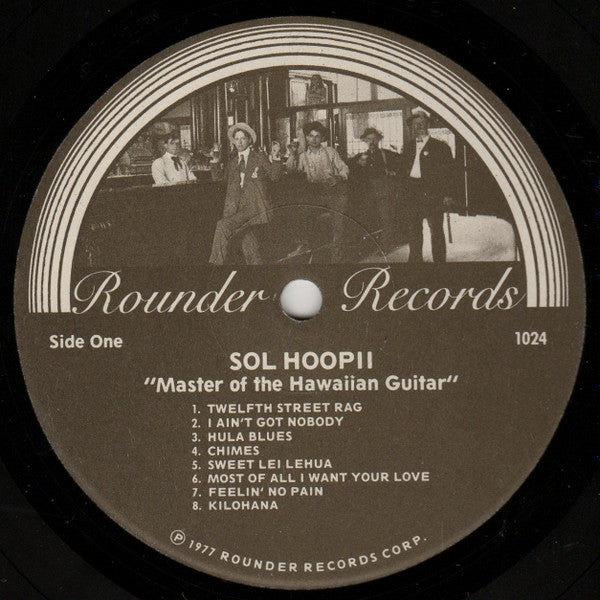 Rounder Records
Side One
1024
SOL HOOPII
"Master of the Hawaiian Guitar"
1. TWELFTH STREET RAG
2. I AIN'T GOT NOBODY
3. HULA BLUES
4. CHIMES
5. SWEET LEI LEHUA
6. MOST OF ALL I WANT YOUR LOVE
7. FEELIN' NO PAIN
8. KILOHANA
℗ 1977 ROUNDER RECORDS CORP.